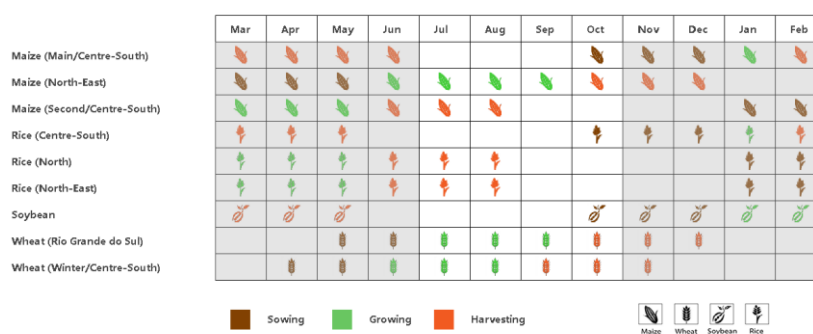 Mar Apr May Jun Jul Aug Sep Oct Nov Dec Jan Feb
Maize (Main/Centre-South)
Maize (North-East)
Maize (Second/Centre-South)
Rice (Centre-South)
Rice (North)
Rice (North-East)
Soybean
Wheat (Rio Grande do Sul)
Wheat (Winter/Centre-South)
Sowing Growing Harvesting
Maize Wheat Soybean Rice